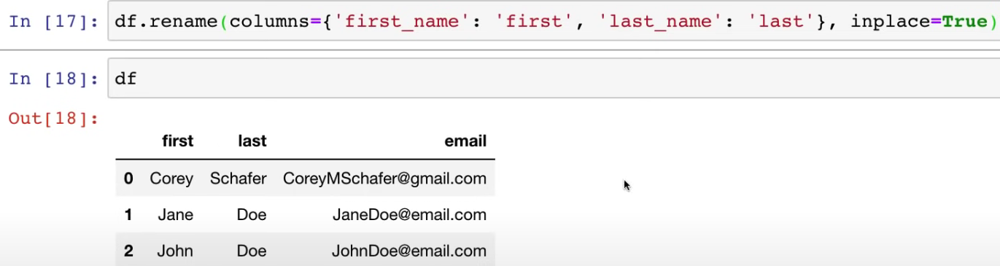 In [17]: df.rename(columns={'first_name': 'first', 'last_name': 'last'}, inplace=True)
In [18]: df
Out[18]:
first last email
0 Corey Schafer CoreyMSchafer@gmail.com
1 Jane Doe JaneDoe@email.com
2 John Doe JohnDoe@email.com